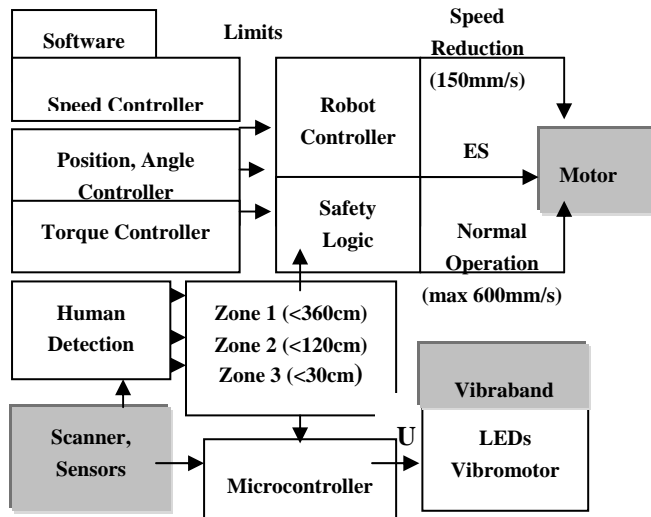 Software
Speed Controller
Position, Angle
Controller
Torque Controller
Limits
Robot
Controller
Safety
Logic
Speed
Reduction
(150mm/s)
ES
Normal
Operation
(max 600mm/s)
Motor
Human
Detection
Zone 1 (<360cm)
Zone 2 (<120cm)
Zone 3 (<30cm)
Scanner,
Sensors
Microcontroller
U
Vibraband
LEDs
Vibromotor